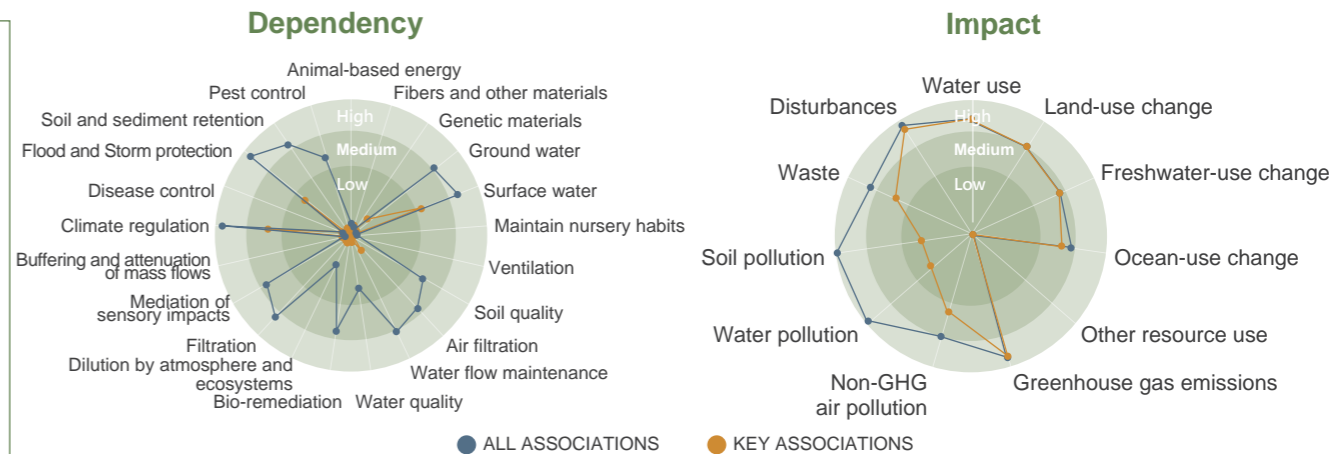 Dependency
Animal-based energy
Pest control
Fibers and other materials
Soil and sediment retention
Genetic materials
Flood and Storm protection
Ground water
Disease control
Surface water
Climate regulation
Maintain nursery habits
Buffering and attenuation
of mass flows
Ventilation
Mediation of
sensory impacts
Soil quality
Filtration
Air filtration
Dilution by atmosphere and
ecosystems
Water flow maintenance
Bio-remediation
Water quality
High
Medium
Low
Impact
Water use
Disturbances
Land-use change
Waste
Freshwater-use change
Soil pollution
Ocean-use change
Water pollution
Other resource use
Non-GHG
air pollution
Greenhouse gas emissions
High
Medium
Low
ALL ASSOCIATIONS
KEY ASSOCIATIONS